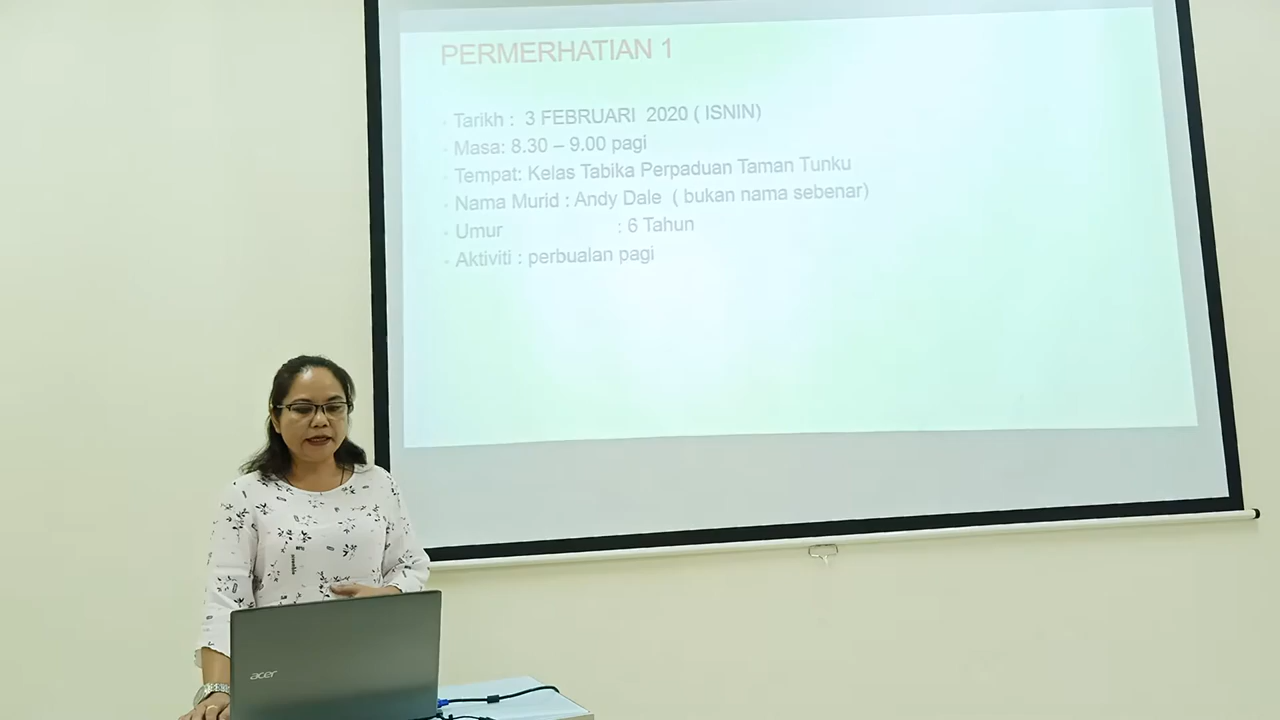 PERMERHATIAN 1
Tarikh : 3 FEBRUARI 2020 ( ISNIN)
Masa: 8.30 – 9.00 pagi
Tempat: Kelas Tabika Perpaduan Taman Tunku
Nama Murid : Andy Dale ( bukan nama sebenar)
Umur : 6 Tahun
Aktiviti : perbualan pagi
acer